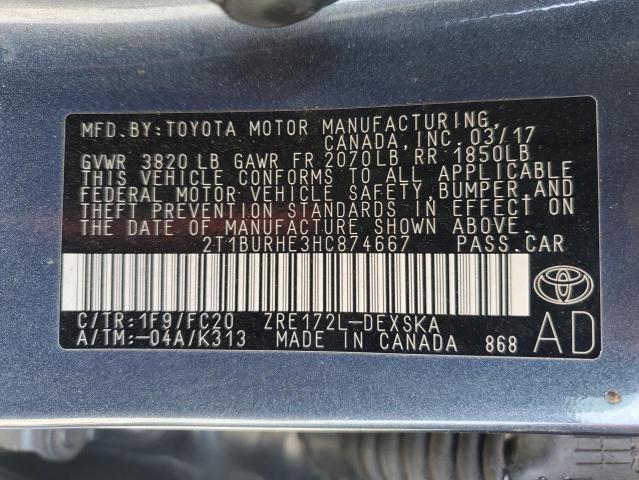 MFD.BY:TOYOTA MOTOR MANUFACTURING,
CANADA,INC. 03/17
GVWR 3820 LB GAWR FR 2070LB RR 1850LB
THIS VEHICLE CONFORMS TO ALL APPLICABLE
FEDERAL MOTOR VEHICLE SAFETY,BUMPER,AND
THEFT PREVENTION STANDARDS IN EFFECT ON
THE DATE OF MANUFACTURE SHOWN ABOVE.
2T1BURHE3HC874667 PASS.CAR
C/TR:1F9/FC20 ZRE172L-DEXSKA
A/TM:-04A/K313 MADE IN CANADA 868
AD